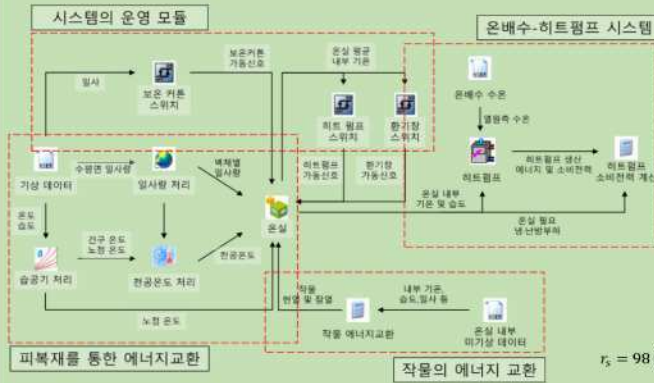 시스템의 운영 모듈
온배수-히트펌프 시스템
일사
보온 커튼
스위치
보온커튼
가동신호
온실 평균
내부 기온
히트 펌프
스위치
환기창
스위치
히트펌프
가동신호
환기창
가동신호
온배수 수온
열원측 수온
히트펌프
히트펌프 생산
에너지 및 소비전력
히트펌프
소비전력 계산
온실 내부
기온 및 습도
온실 필요
냉·난방부하
기상 데이터
수평면 일사량
일사량 처리
벽체별
일사량
온실
온도
습도
습공기 처리
건구 온도
노점 온도
천공온도 처리
천공온도
노점 온도
작물
현열 및 잠열
작물 에너지교환
내부 기온,
습도,일사 등
온실 내부
미기상 데이터
피복재를 통한 에너지교환
작물의 에너지 교환
r_s = 98